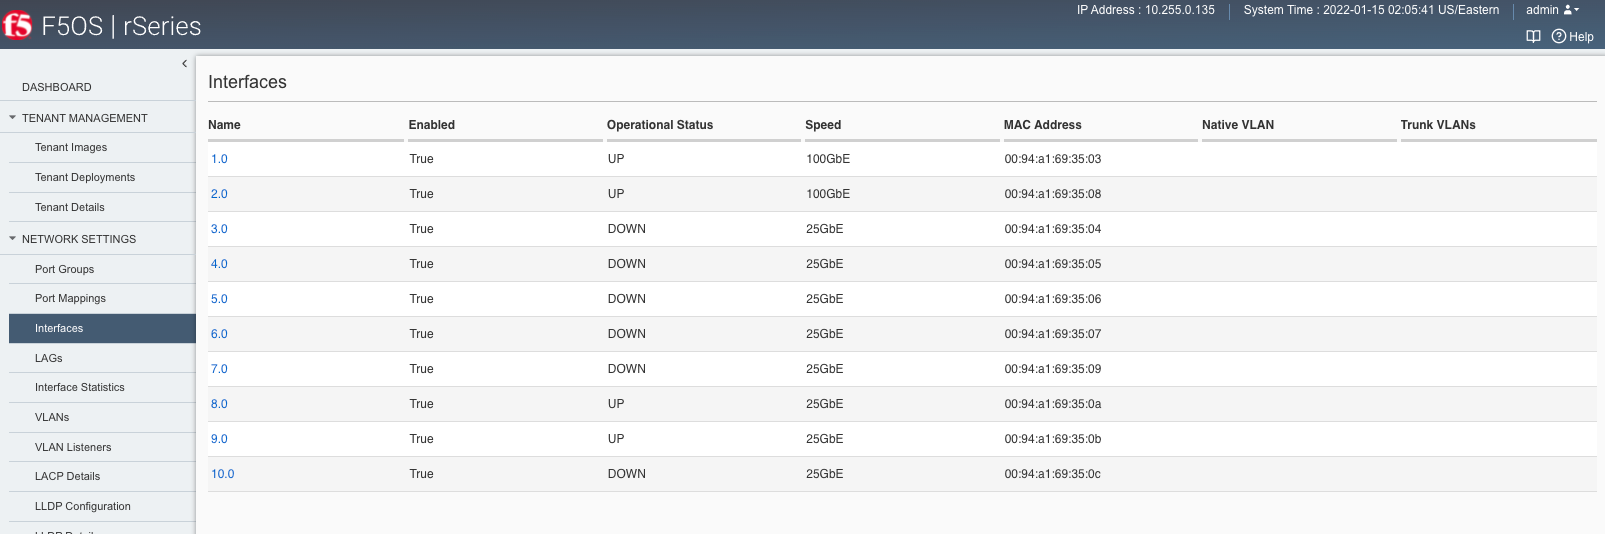 f5 F5OS | rSeries
IP Address : 10.255.0.135 System Time : 2022-01-15 02:05:41 US/Eastern admin
Help
DASHBOARD
TENANT MANAGEMENT
Tenant Images
Tenant Deployments
Tenant Details
NETWORK SETTINGS
Port Groups
Port Mappings
Interfaces
LAGs
Interface Statistics
VLANs
VLAN Listeners
LACP Details
LLDP Configuration
Interfaces
Name Enabled Operational Status Speed MAC Address Native VLAN Trunk VLANs
1.0 True UP 100GbE 00:94:a1:69:35:03
2.0 True UP 100GbE 00:94:a1:69:35:08
3.0 True DOWN 25GbE 00:94:a1:69:35:04
4.0 True DOWN 25GbE 00:94:a1:69:35:05
5.0 True DOWN 25GbE 00:94:a1:69:35:06
6.0 True DOWN 25GbE 00:94:a1:69:35:07
7.0 True DOWN 25GbE 00:94:a1:69:35:09
8.0 True UP 25GbE 00:94:a1:69:35:0a
9.0 True UP 25GbE 00:94:a1:69:35:0b
10.0 True DOWN 25GbE 00:94:a1:69:35:0c